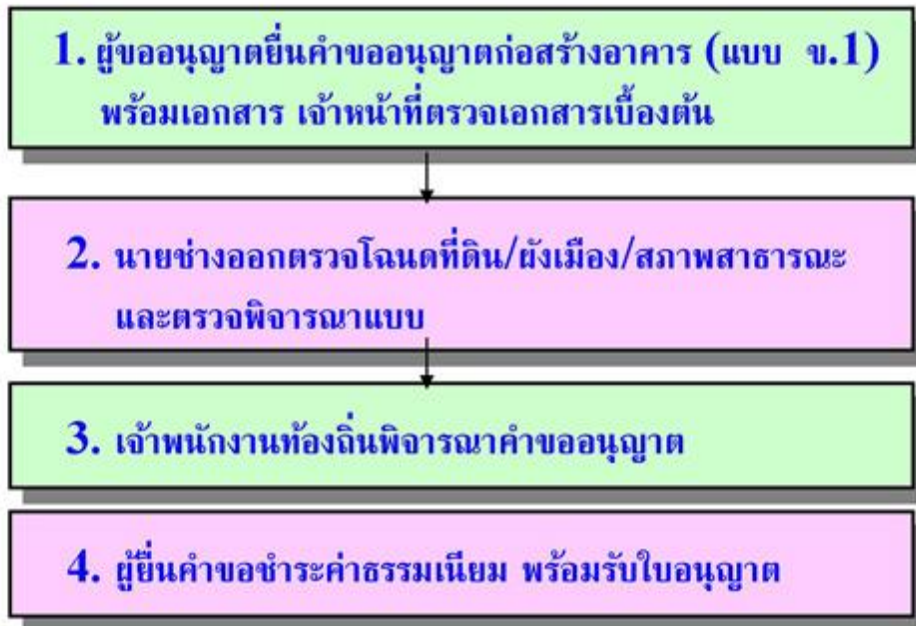 1. ผู้ขออนุญาตยื่นคำขออนุญาตก่อสร้างอาคาร (แบบ ข.1)
พร้อมเอกสาร เจ้าหน้าที่ตรวจเอกสารเบื้องต้น
2. นายช่างออกตรวจโฉนดที่ดิน/ผังเมือง/สภาพสาธารณะ
และตรวจพิจารณาแบบ
3. เจ้าพนักงานท้องถิ่นพิจารณาคำขออนุญาต
4. ผู้ยื่นคำขอชำระค่าธรรมเนียม พร้อมรับใบอนุญาต